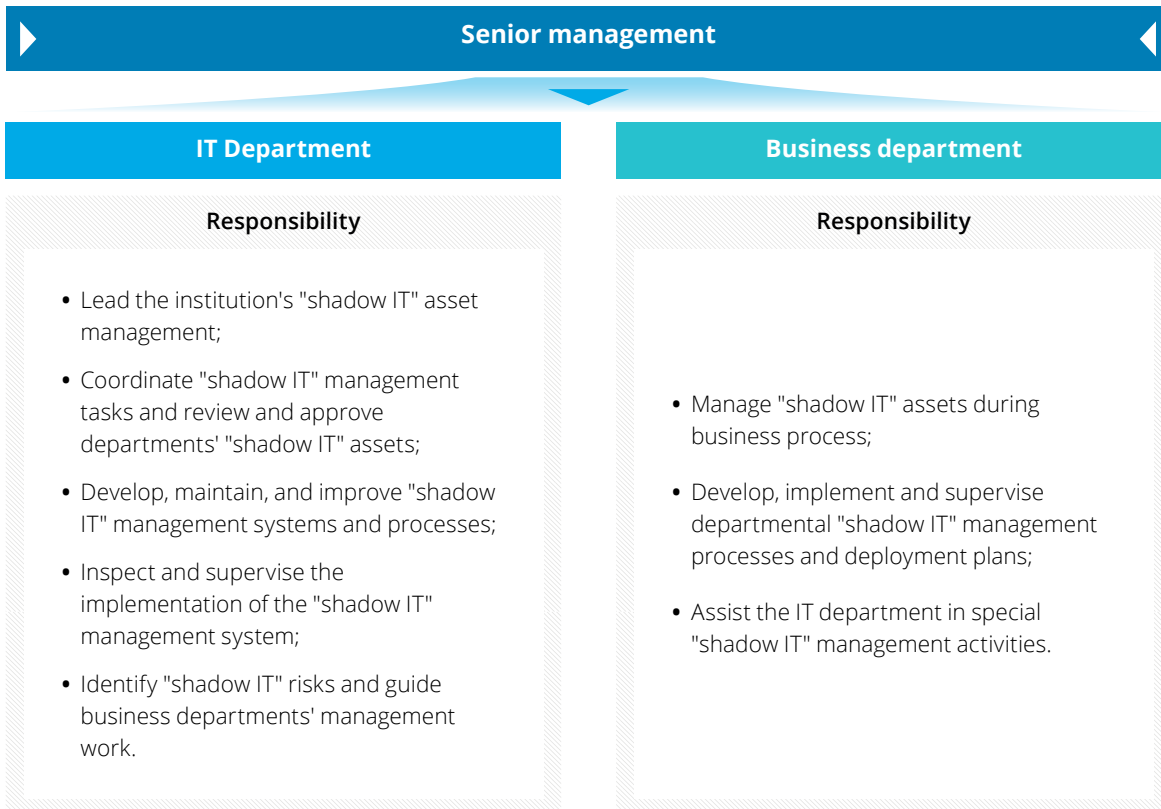 Senior management
IT Department
Responsibility
• Lead the institution's "shadow IT" asset
management;
• Coordinate "shadow IT" management
tasks and review and approve
departments' "shadow IT" assets;
• Develop, maintain, and improve "shadow
IT" management systems and processes;
• Inspect and supervise the
implementation of the "shadow IT"
management system;
• Identify "shadow IT" risks and guide
business departments' management
work.
Business department
Responsibility
• Manage "shadow IT" assets during
business process;
• Develop, implement and supervise
departmental "shadow IT" management
processes and deployment plans;
• Assist the IT department in special
"shadow IT" management activities.